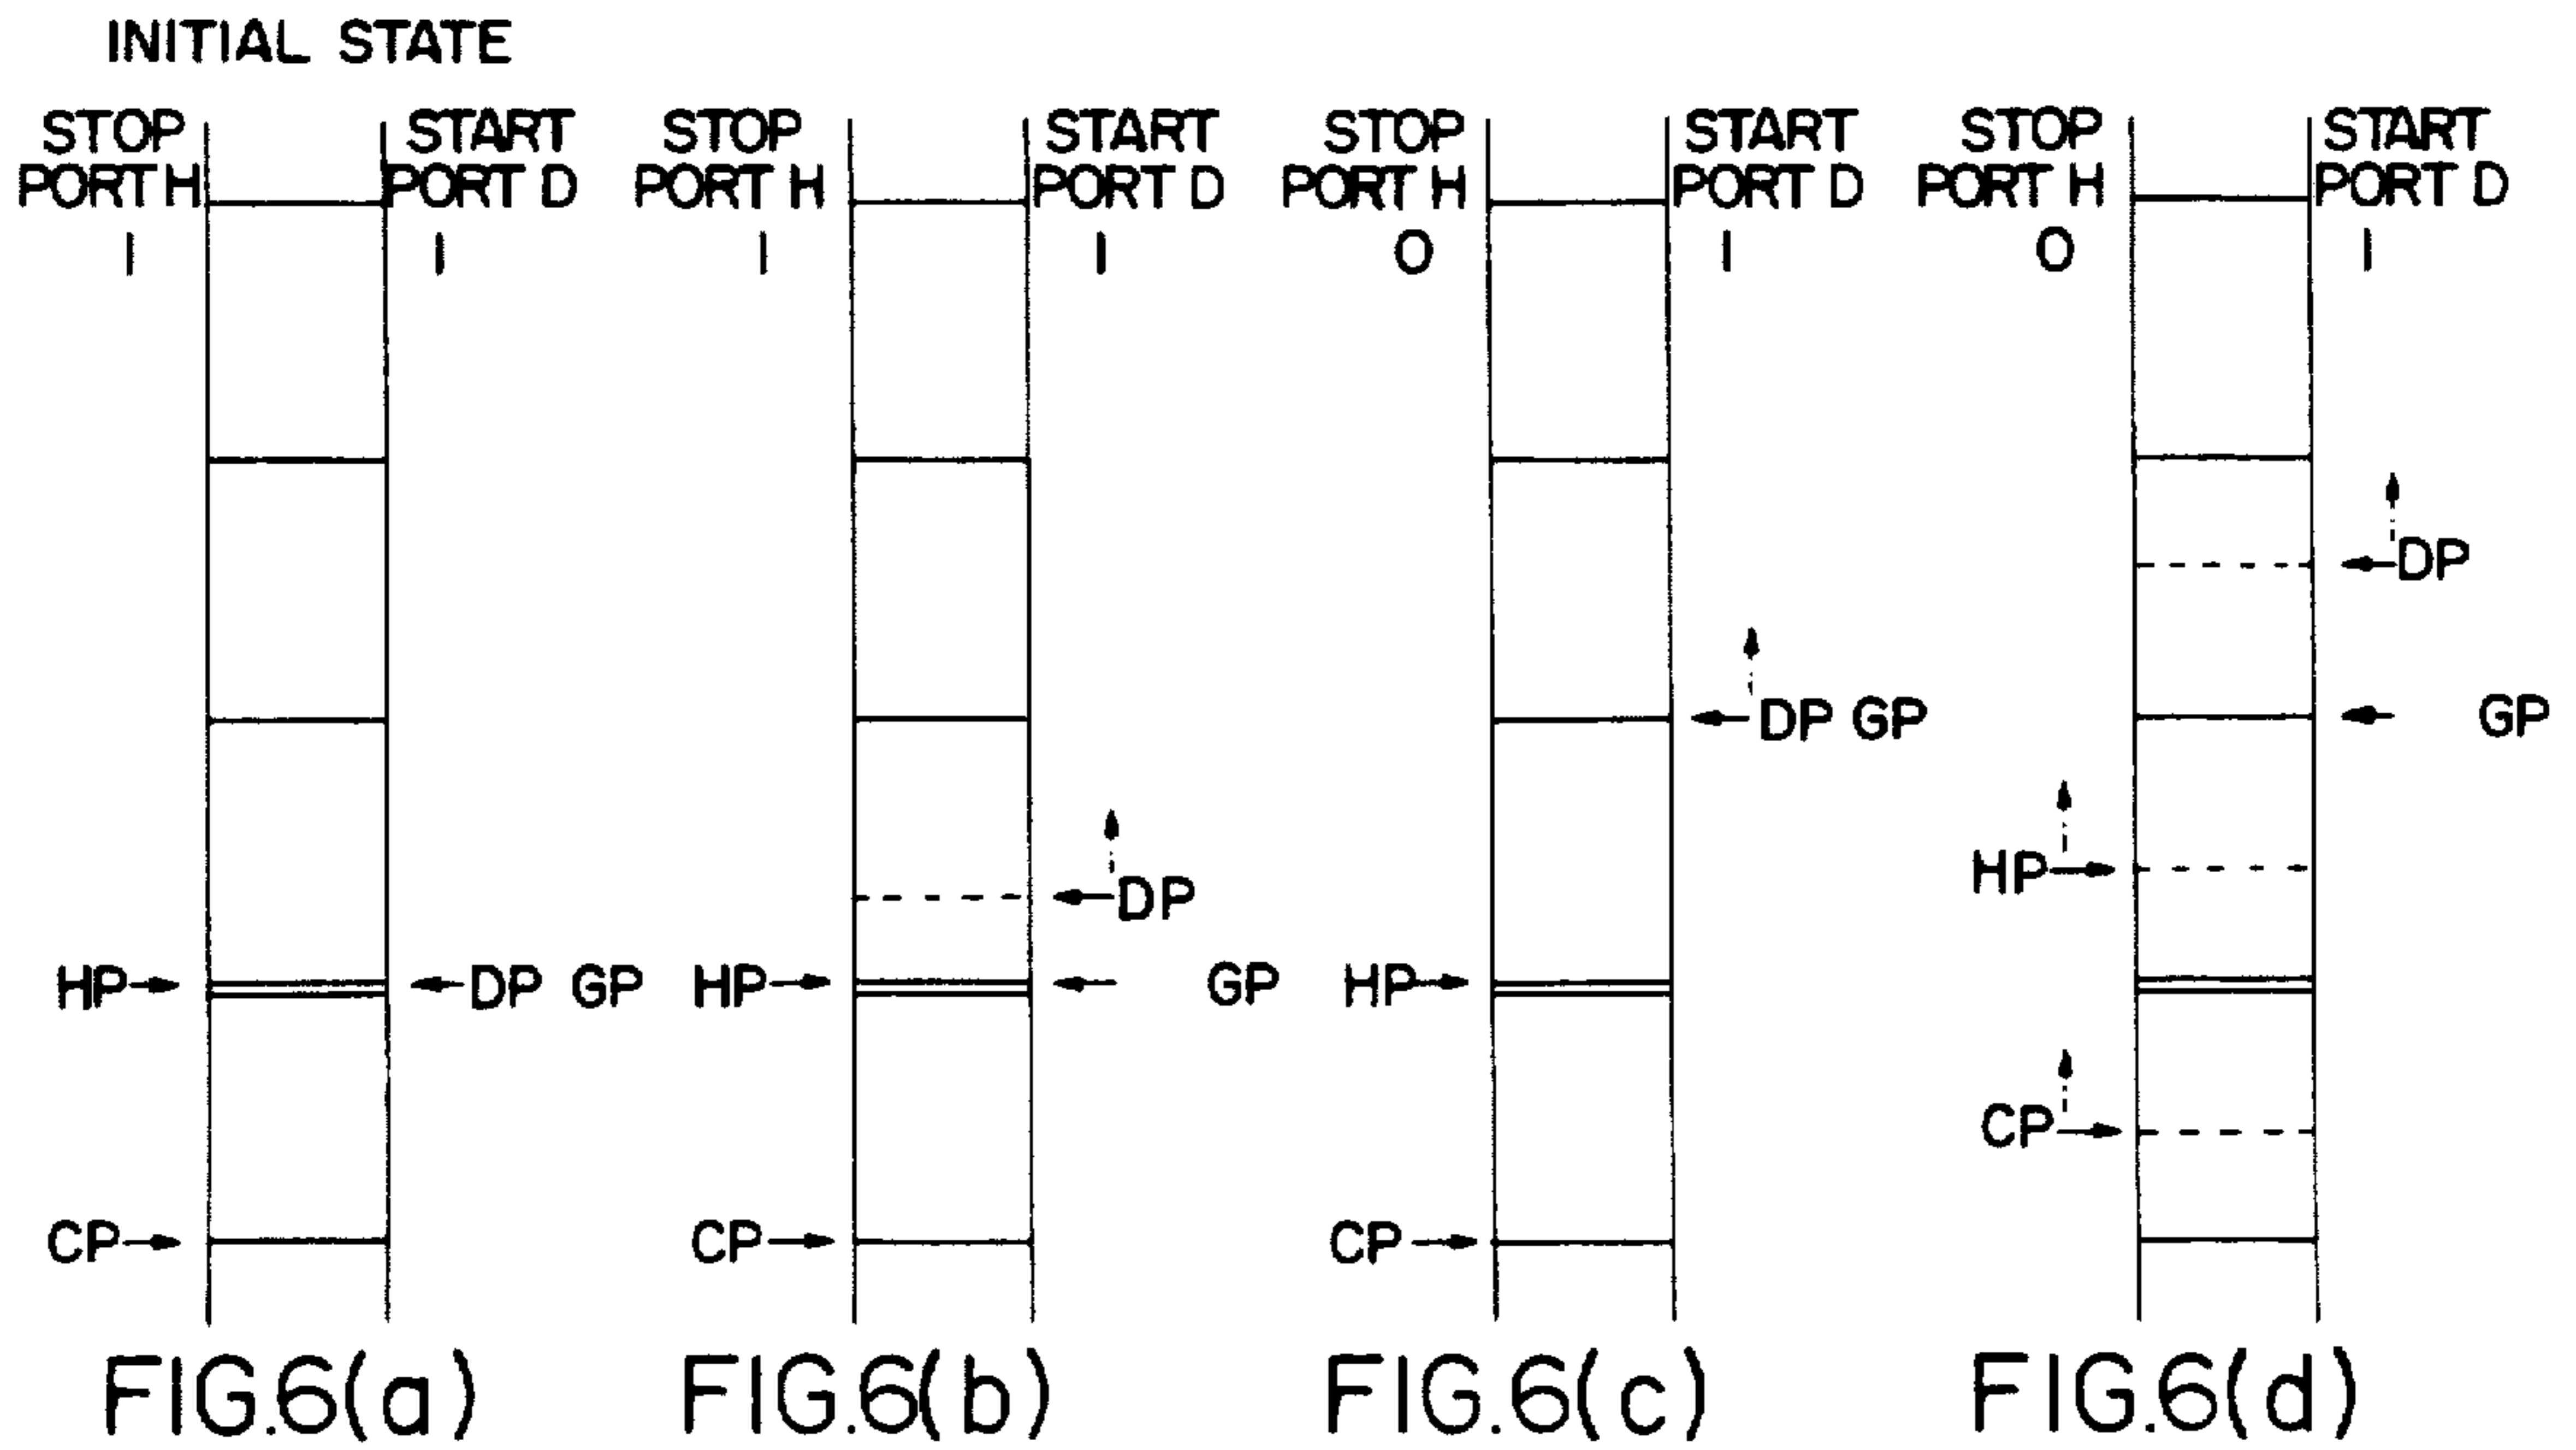 INITIAL STATE
STOP PORT H
START PORT D
1
1
HP
DP GP
CP
FIG.6(a)
STOP PORT H
START PORT D
1
1
DP
HP
GP
CP
FIG.6(b)
STOP PORT H
START PORT D
0
1
DP GP
HP
CP
FIG.6(c)
STOP PORT H
START PORT D
0
1
DP
GP
HP
CP
FIG.6(d)